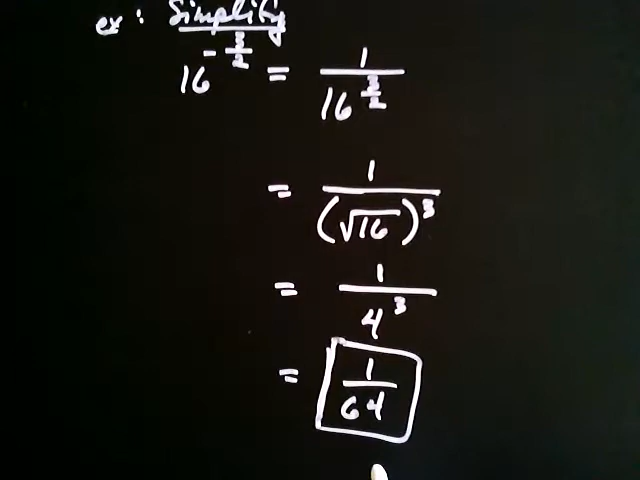 ex: Simplify
16^{-3/2} = 1/16^{3/2}
= 1/(√16)^3
= 1/4^3
= 1/64